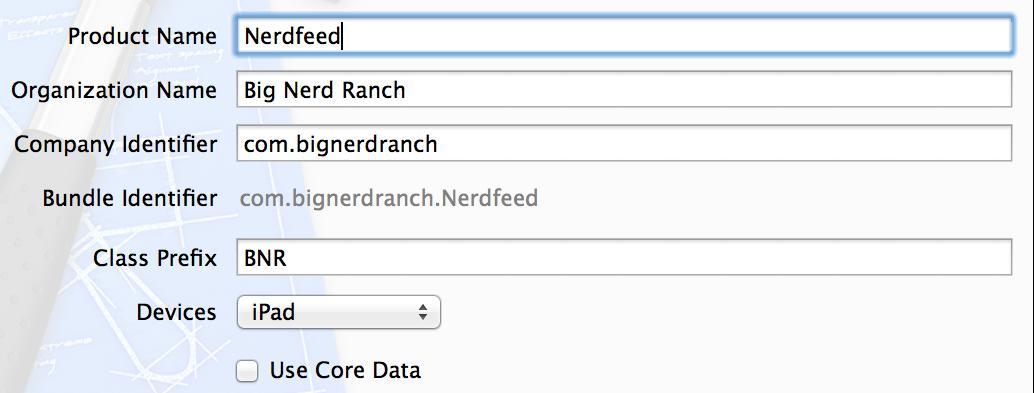 Product Name Nerdfeed
Organization Name Big Nerd Ranch
Company Identifier com.bignerdranch
Bundle Identifier com.bignerdranch.Nerdfeed
Class Prefix BNR
Devices iPad
Use Core Data